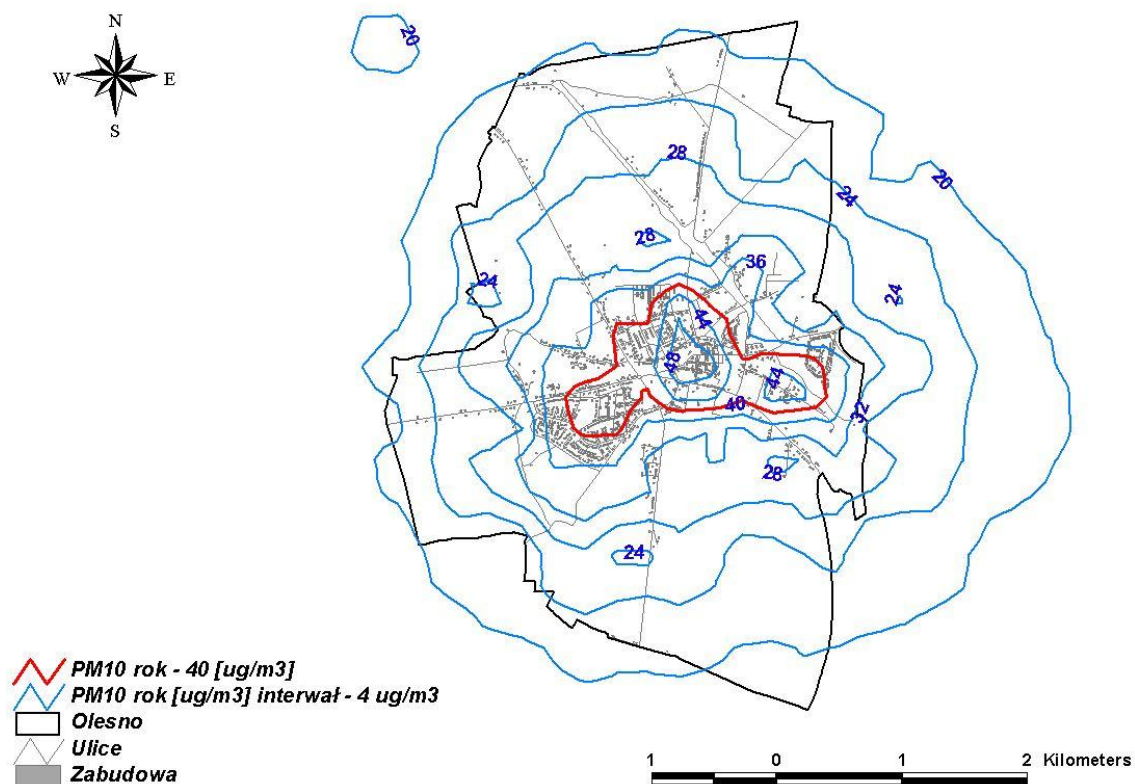 N
W E
S
20
28
24
20
28
36
24
24
44
48
44
40
32
28
24
PM10 rok - 40 [ug/m3]
PM10 rok [ug/m3] interwał - 4 ug/m3
Olesno
Ulice
Zabudowa
1 0 1 2 Kilometers